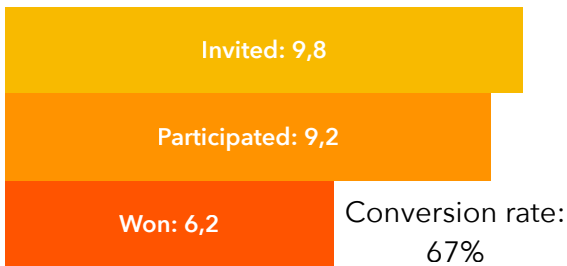 Invited: 9,8
Participated: 9,2
Won: 6,2
Conversion rate:
67%